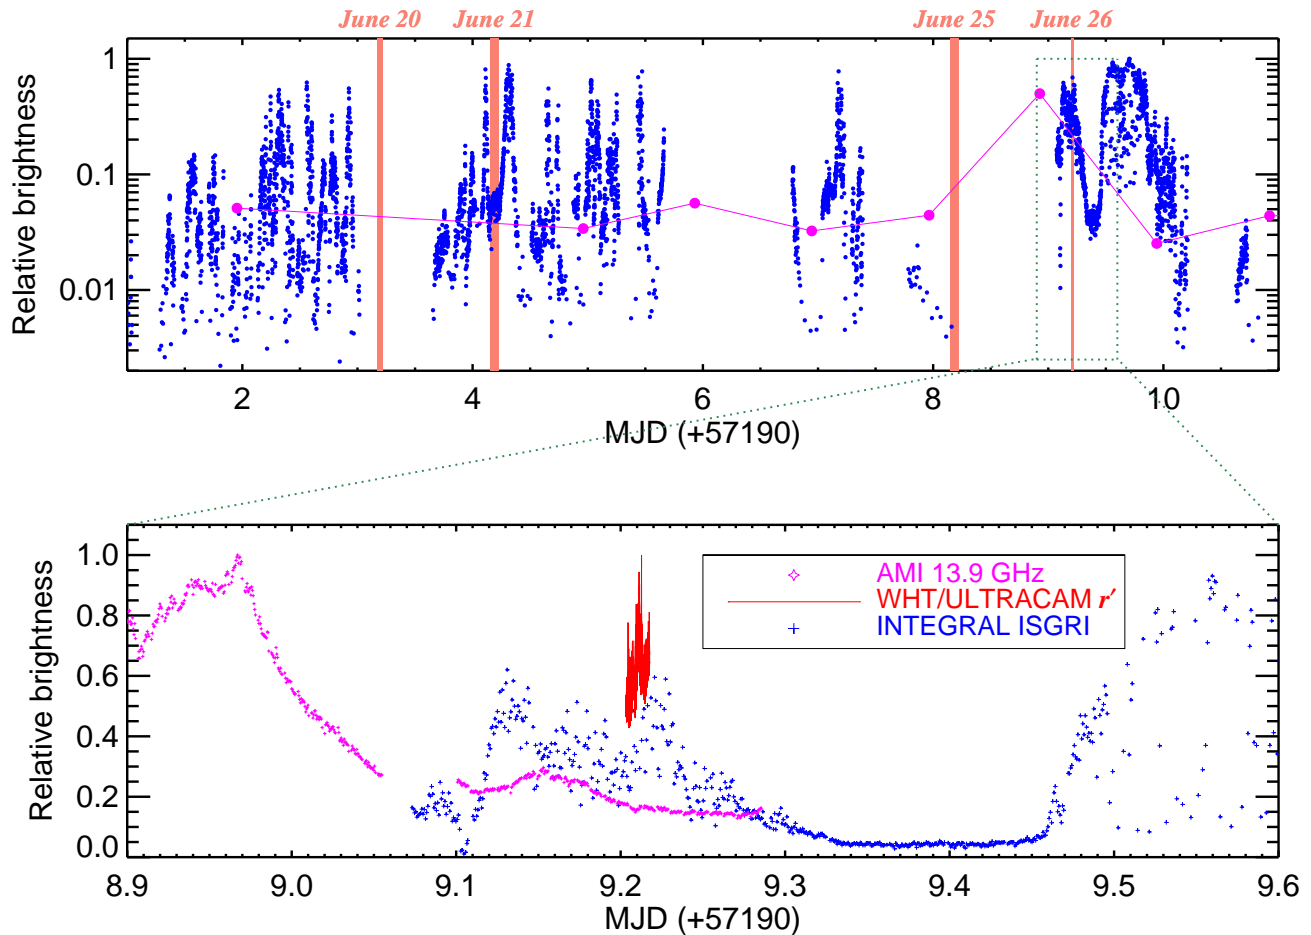 June 20 June 21 June 25 June 26
Relative brightness
1
0.1
0.01
2 4 6 8 10
MJD (+57190)
Relative brightness
1.0
0.8
0.6
0.4
0.2
0.0
AMI 13.9 GHz
WHT/ULTRACAM r′
INTEGRAL ISGRI
8.9 9.0 9.1 9.2 9.3 9.4 9.5 9.6
MJD (+57190)